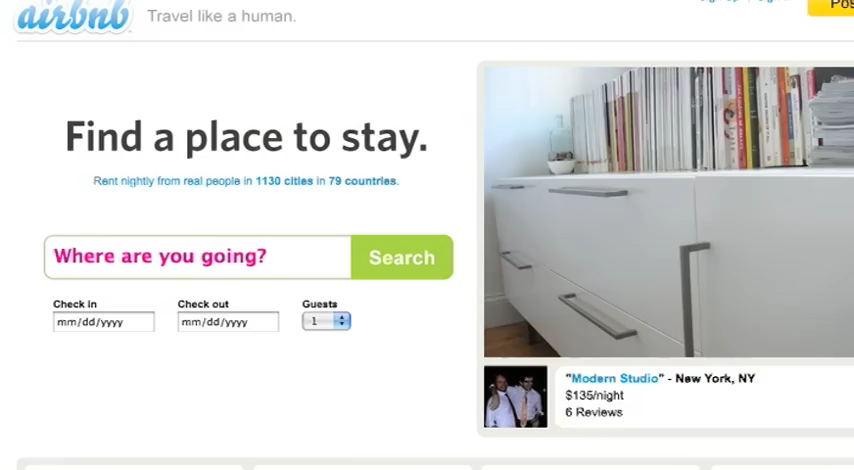 airbnb
Travel like a human.
Find a place to stay.
Rent nightly from real people in 1130 cities in 79 countries.
Where are you going?
Search
Check in
Check out
Guests
mm/dd/yyyy
mm/dd/yyyy
1
"Modern Studio" - New York, NY
$135/night
6 Reviews